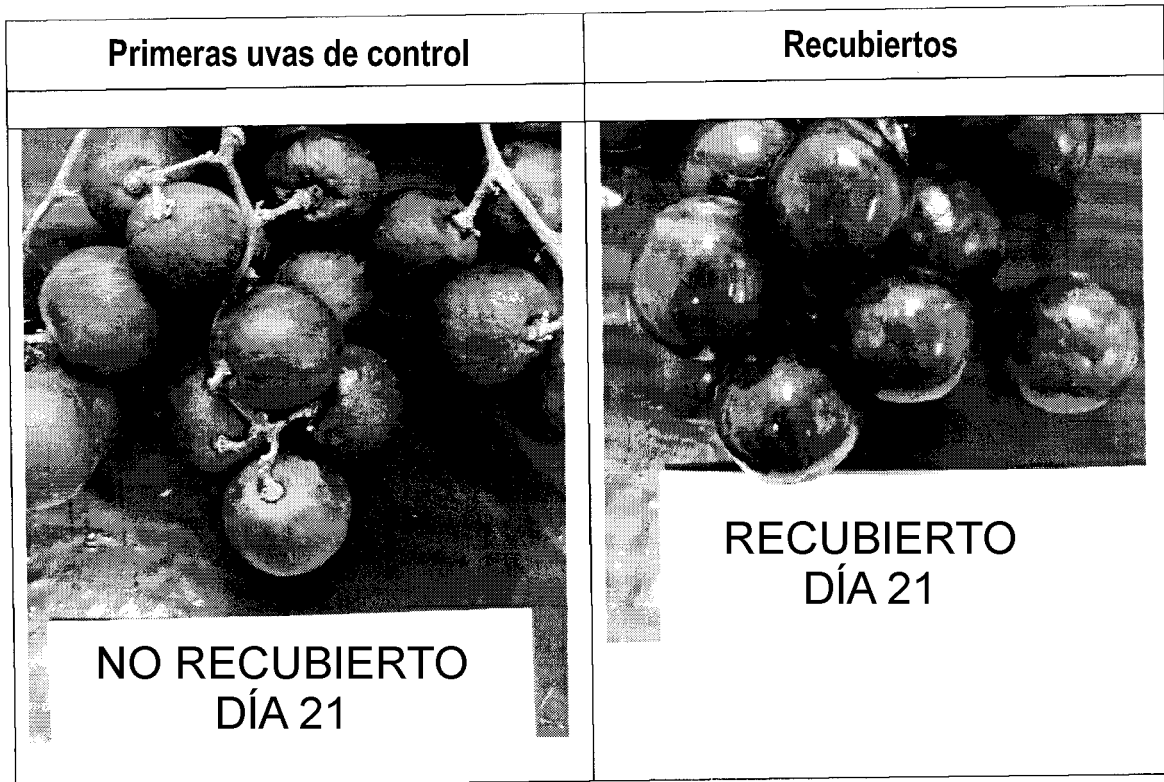 Primeras uvas de control
Recubiertos
NO RECUBIERTO
DÍA 21
RECUBIERTO
DÍA 21